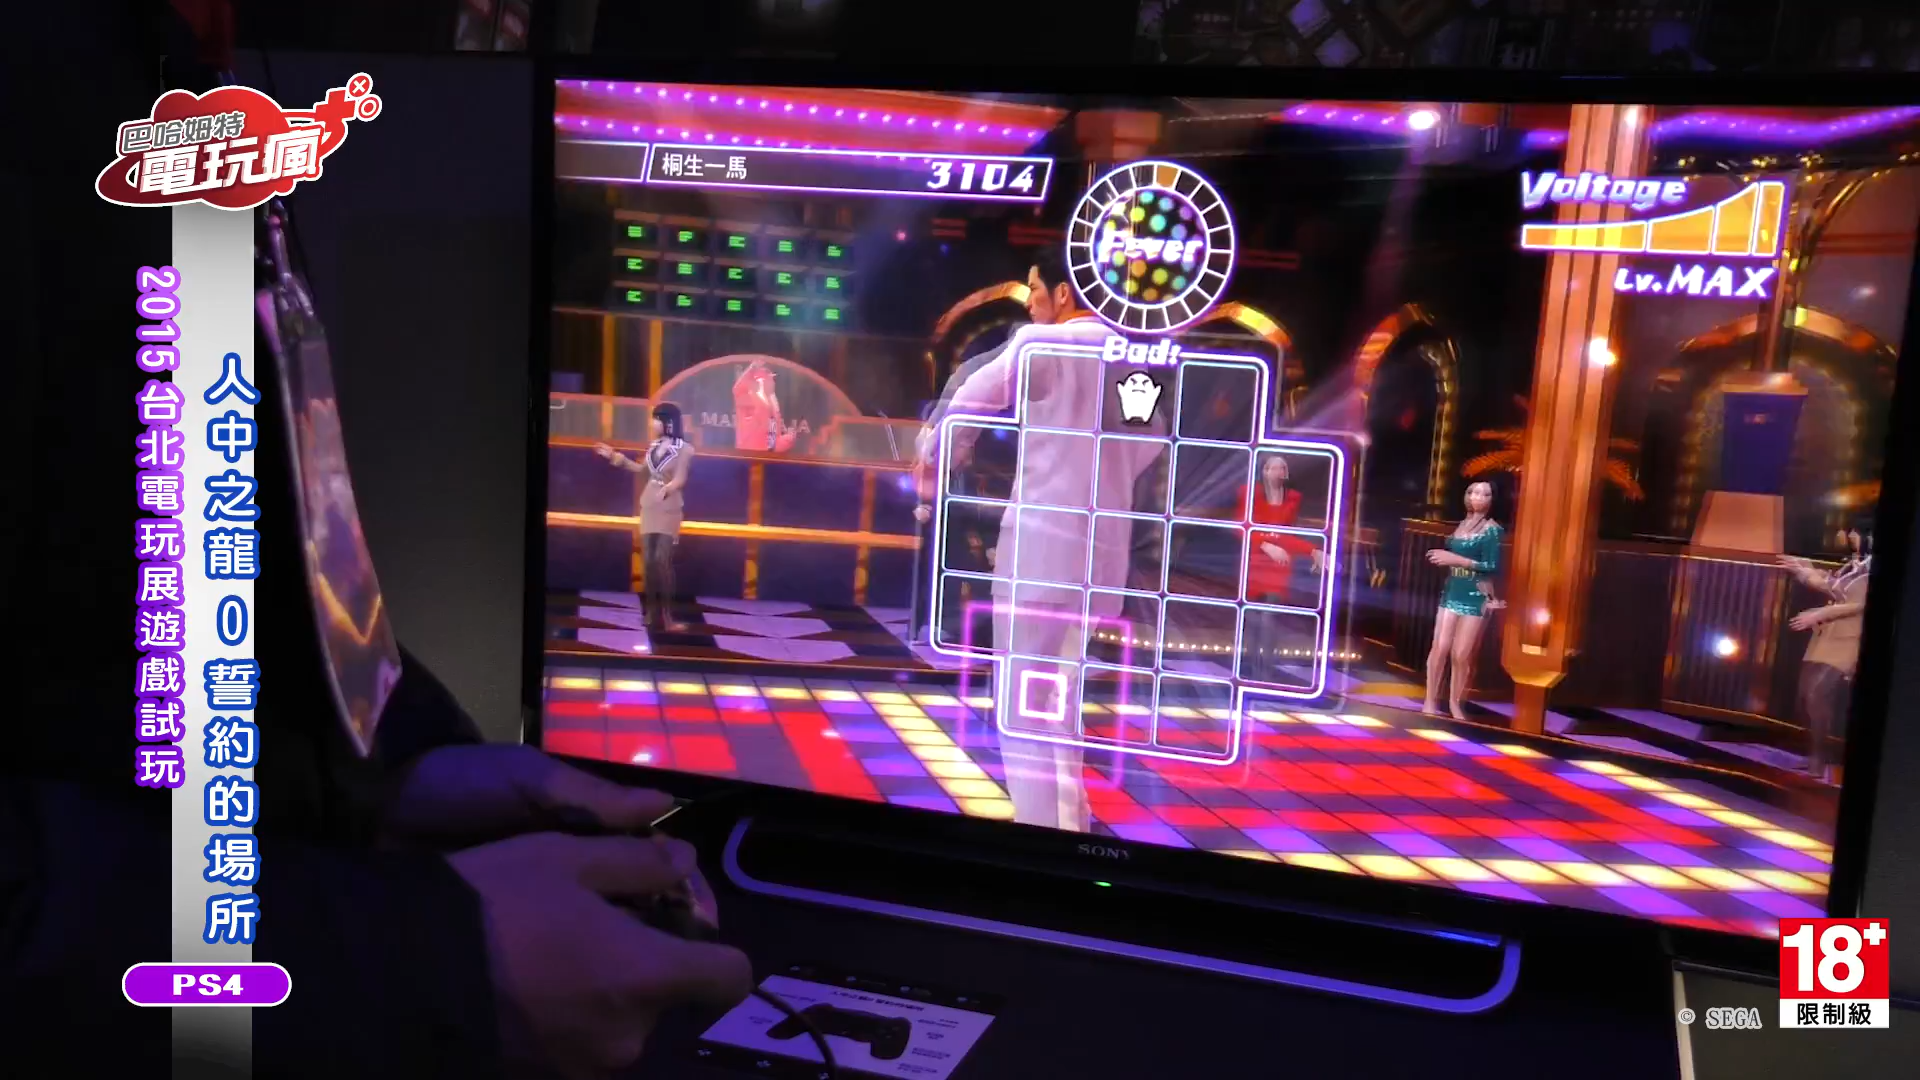 巴哈姆特
電玩瘋
2015台北電玩展遊戲試玩
人中之龍0誓約的場所
PS4
桐生一馬
3104
Fever
Voltage
Lv.MAX
Bad!
SONY
© SEGA
18+
限制級